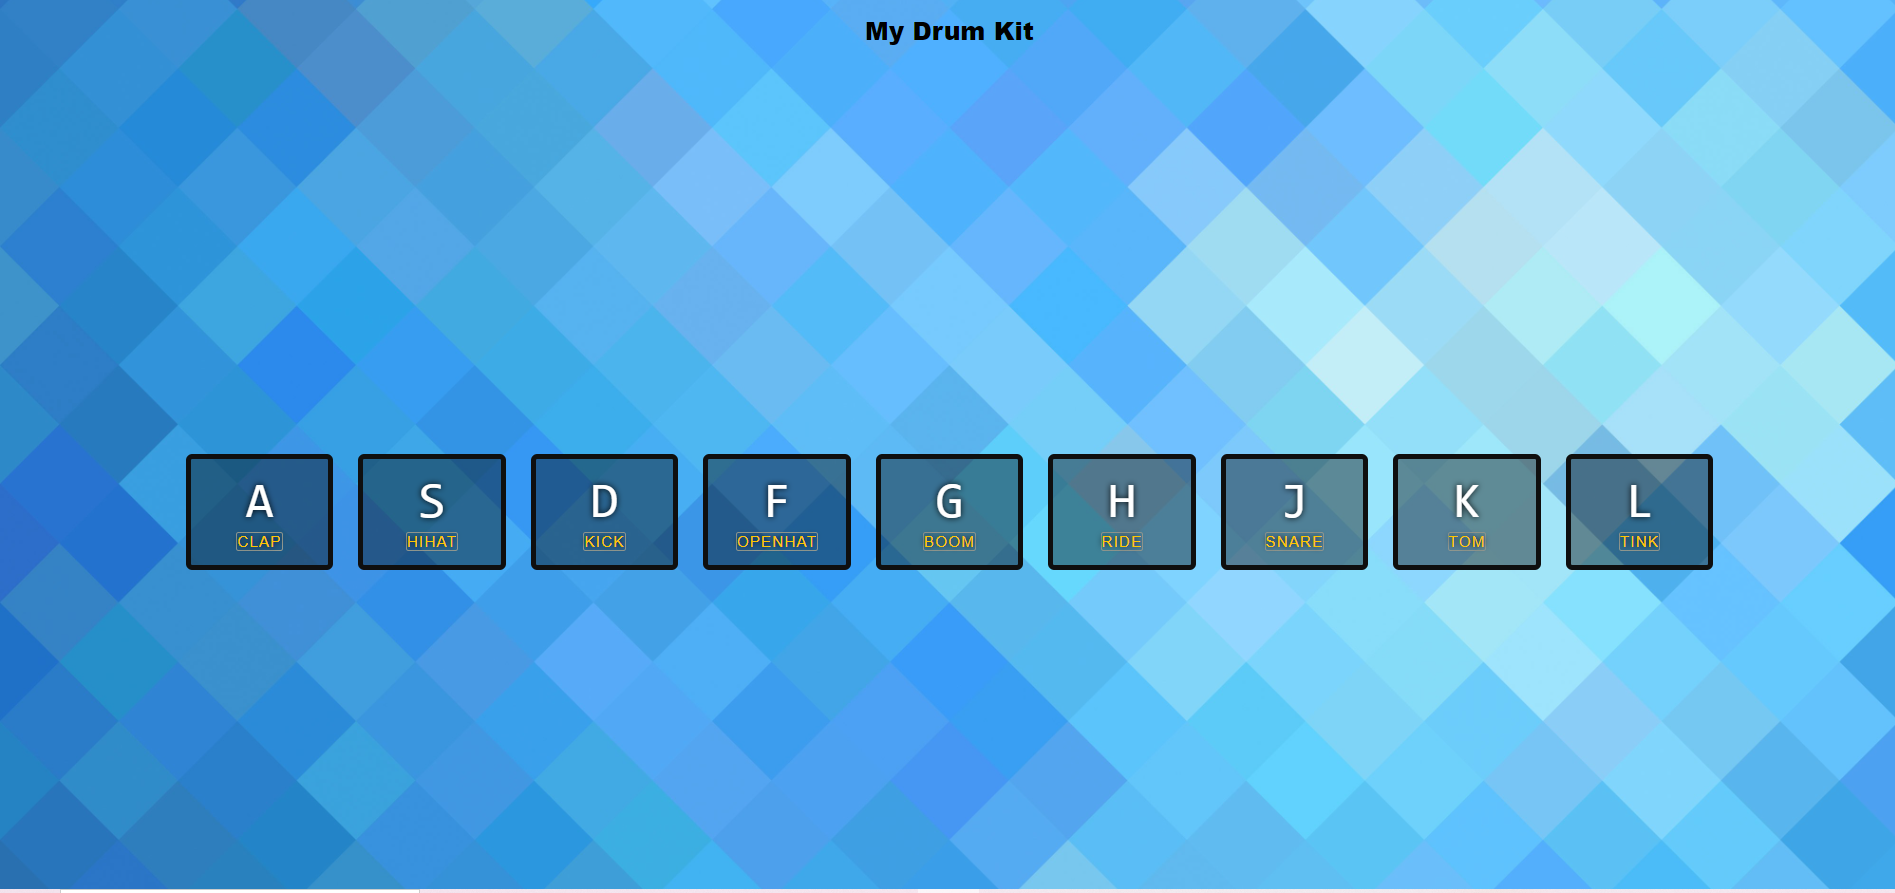 My Drum Kit
A S D F G H J K L
CLAP HIHAT KICK OPENHAT BOOM RIDE SNARE TOM TINK